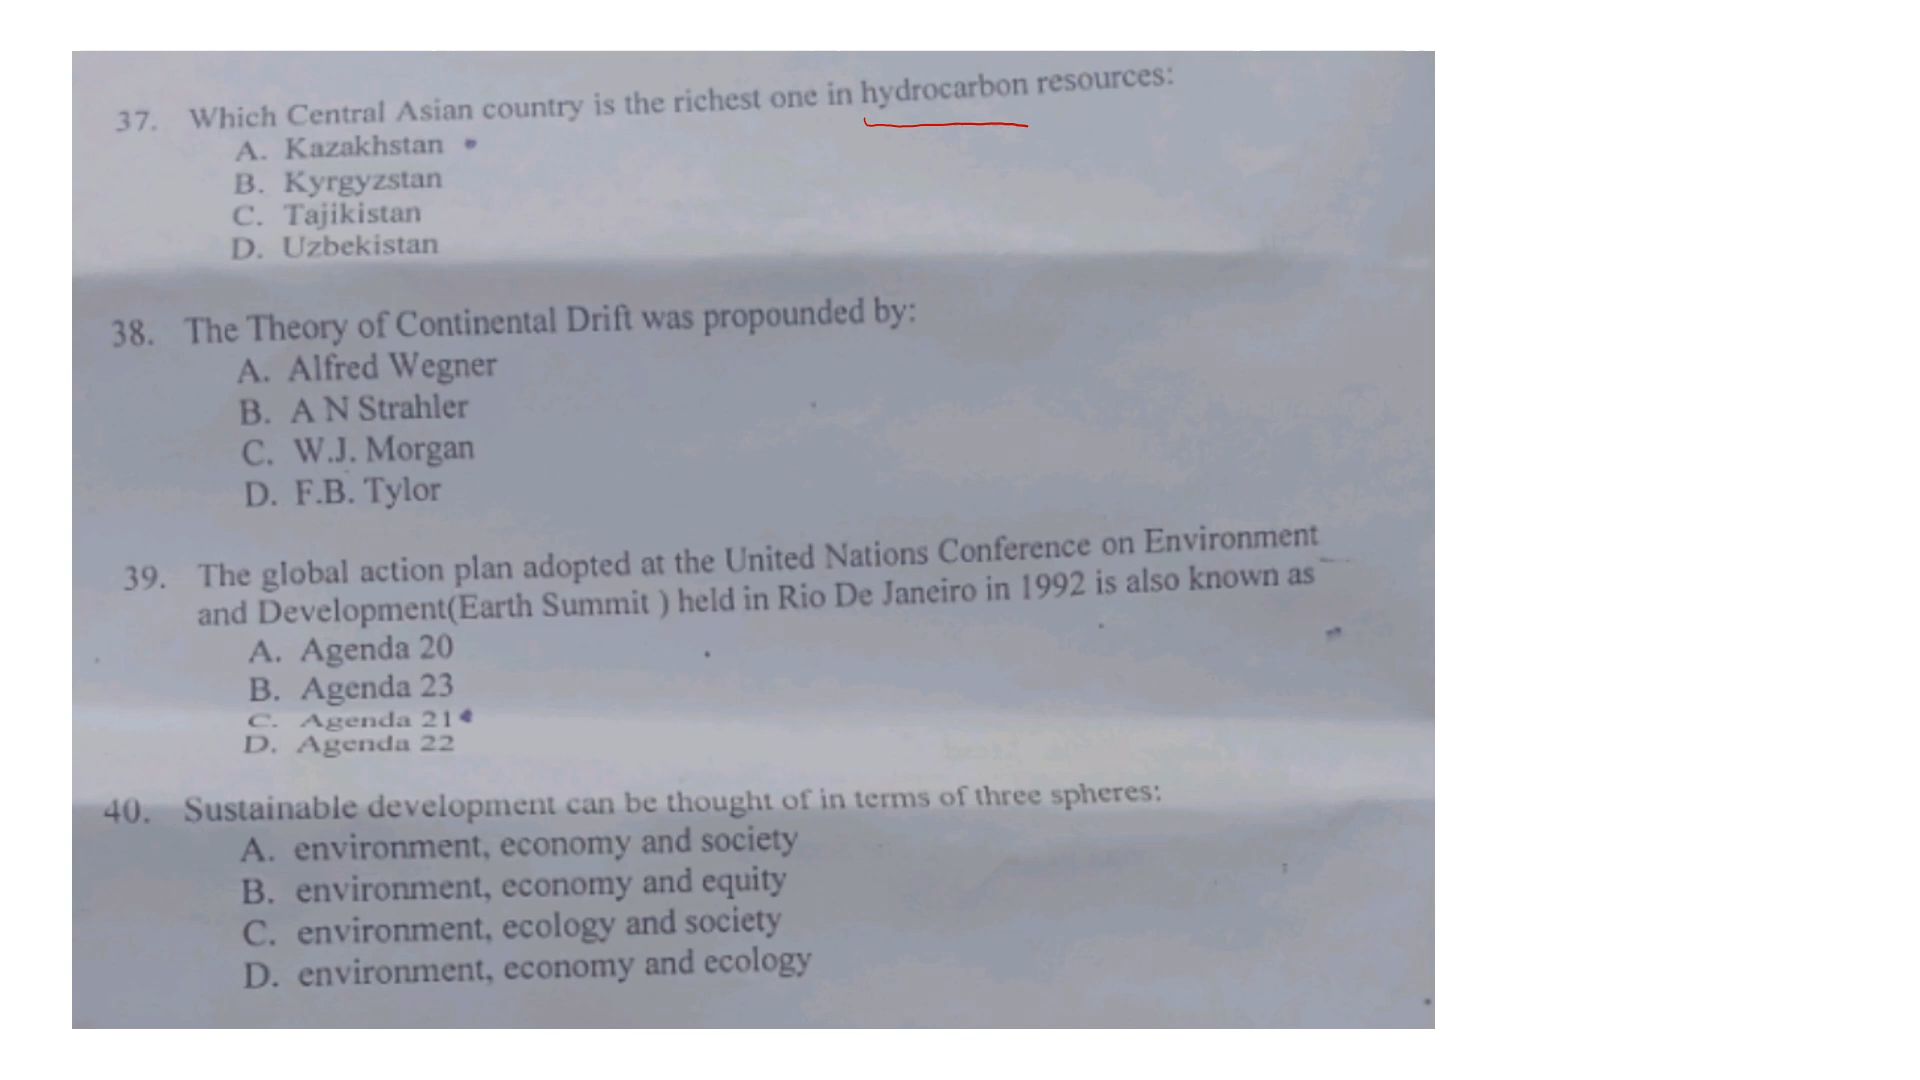 37. Which Central Asian country is the richest one in hydrocarbon resources:
A. Kazakhstan
B. Kyrgyzstan
C. Tajikistan
D. Uzbekistan
38. The Theory of Continental Drift was propounded by:
A. Alfred Wegner
B. A N Strahler
C. W.J. Morgan
D. F.B. Tylor
39. The global action plan adopted at the United Nations Conference on Environment
and Development(Earth Summit ) held in Rio De Janeiro in 1992 is also known as
A. Agenda 20
B. Agenda 23
C. Agenda 21
D. Agenda 22
40. Sustainable development can be thought of in terms of three spheres:
A. environment, economy and society
B. environment, economy and equity
C. environment, ecology and society
D. environment, economy and ecology